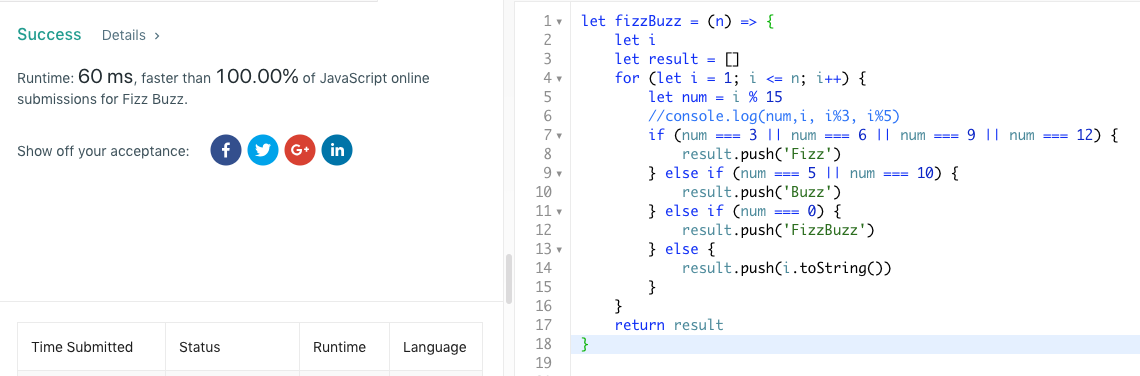 Success Details >
Runtime: 60 ms, faster than 100.00% of JavaScript online
submissions for Fizz Buzz.
Show off your acceptance: f G+ in
Time Submitted Status Runtime Language
1 let fizzBuzz = (n) => {
2     let i
3     let result = []
4     for (let i = 1; i <= n; i++) {
5         let num = i % 15
6         //console.log(num,i, i%3, i%5)
7         if (num === 3 || num === 6 || num === 9 || num === 12) {
8             result.push('Fizz')
9         } else if (num === 5 || num === 10) {
10             result.push('Buzz')
11         } else if (num === 0) {
12             result.push('FizzBuzz')
13         } else {
14             result.push(i.toString())
15         }
16     }
17     return result
18 }
19